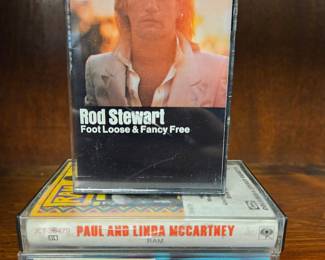 Rod Stewart
Foot Loose & Fancy Free
PAUL AND LINDA McCARTNEY
RAM